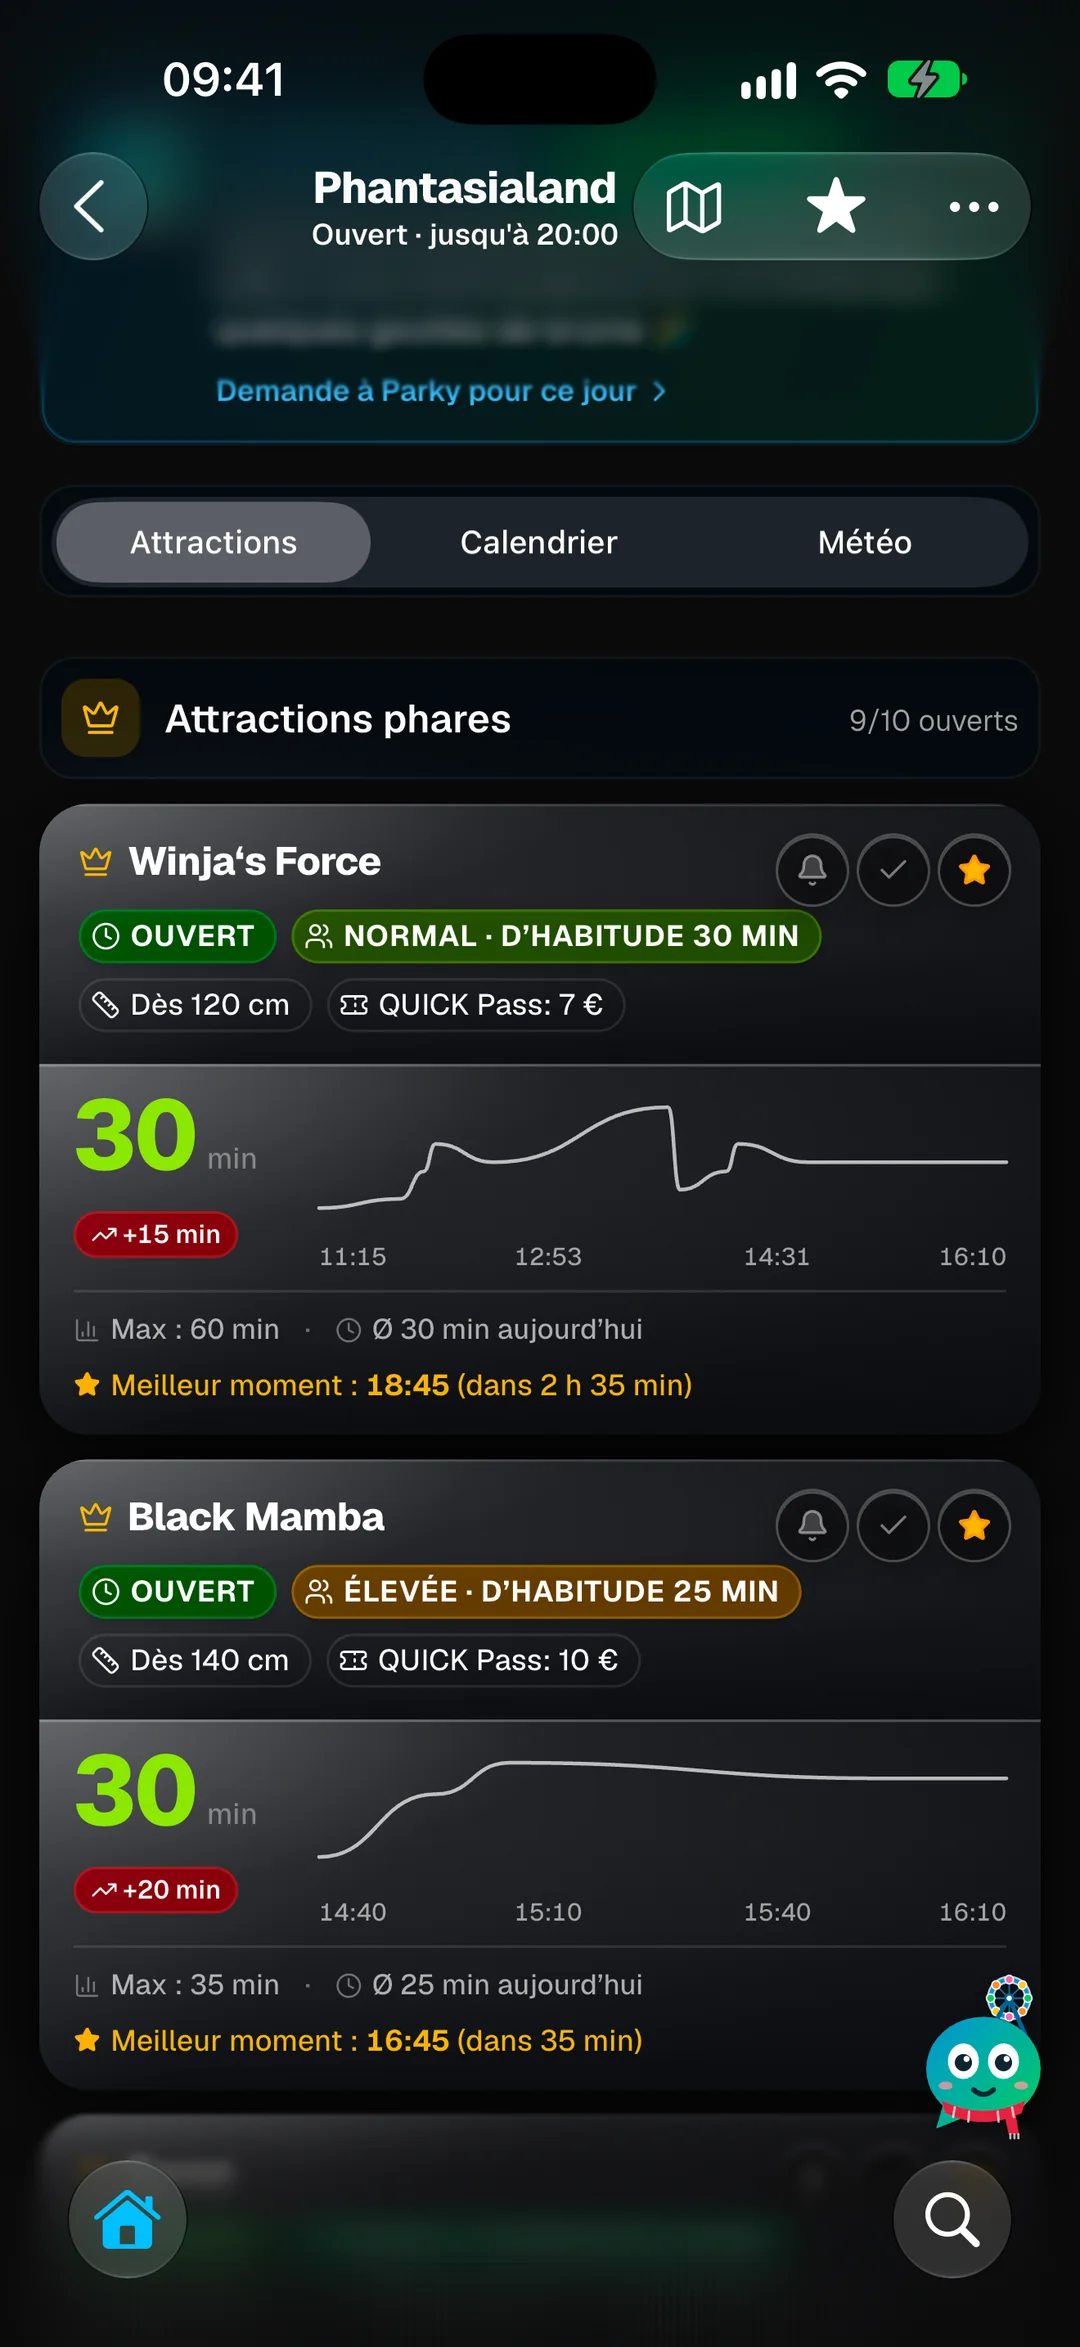 09:41
Phantasialand
Ouvert · jusqu'à 20:00
quelques gouttes de bruine
Demande à Parky pour ce jour
Attractions
Calendrier
Météo
Attractions phares
9/10 ouverts
Winja‘s Force
OUVERT
NORMAL · D’HABITUDE 30 MIN
Dès 120 cm
QUICK Pass: 7 €
30 min
+15 min
11:15
12:53
14:31
16:10
Max : 60 min · Ø 30 min aujourd’hui
Meilleur moment : 18:45 (dans 2 h 35 min)
Black Mamba
OUVERT
ÉLEVÉE · D’HABITUDE 25 MIN
Dès 140 cm
QUICK Pass: 10 €
30 min
+20 min
14:40
15:10
15:40
16:10
Max : 35 min · Ø 25 min aujourd’hui
Meilleur moment : 16:45 (dans 35 min)